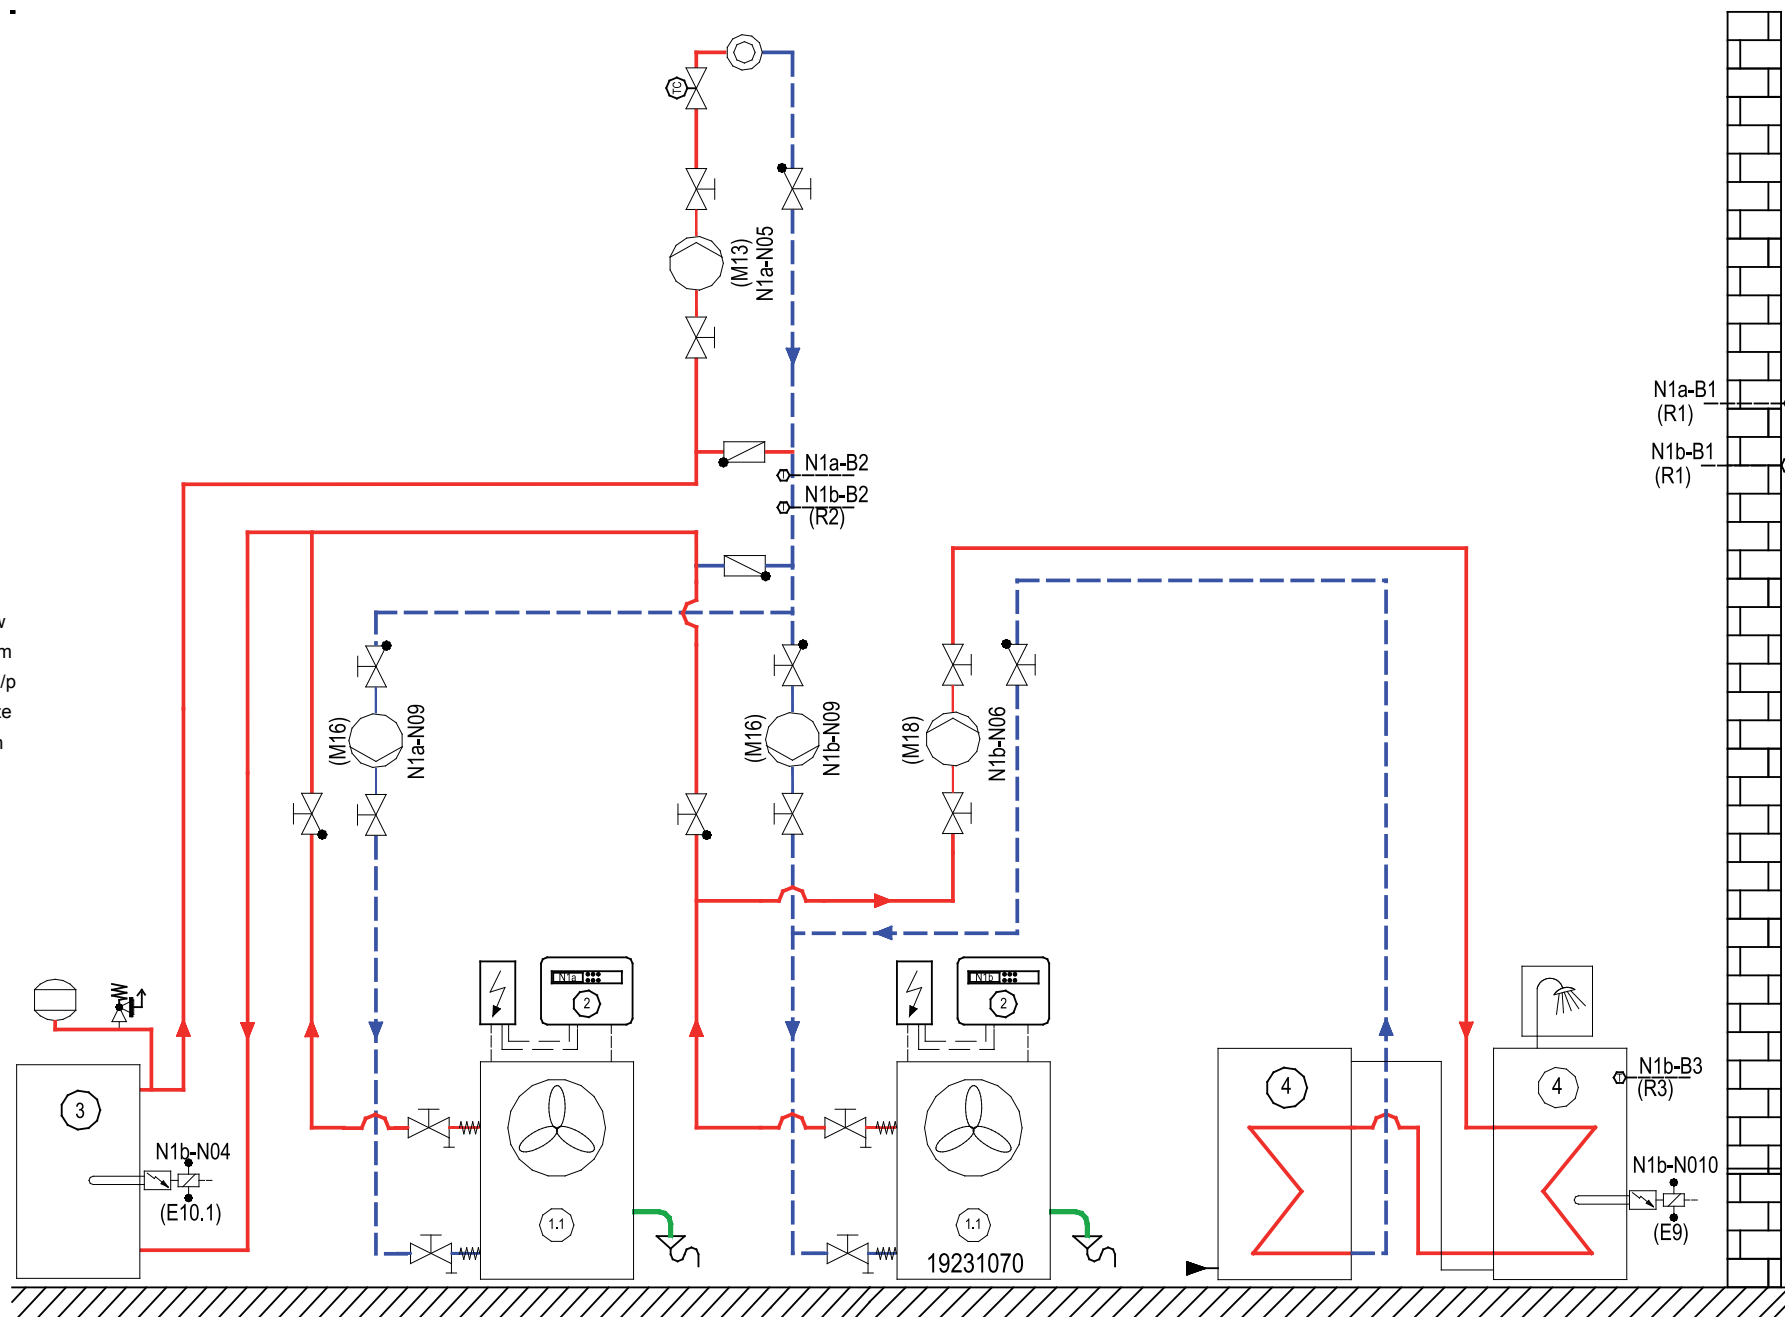 TC
(M13)
N1a-N05
N1a-B1
(R1)
N1b-B1
(R1)
N1a-B2
N1b-B2
(R2)
w
m
/p
te
n
(M16)
N1a-N09
(M16)
N1b-N09
(M18)
N1b-N06
N1a
2
N1b
2
3
N1b-N04
(E10.1)
1.1
1.1
19231070
4
4
N1b-B3
(R3)
N1b-N010
(E9)